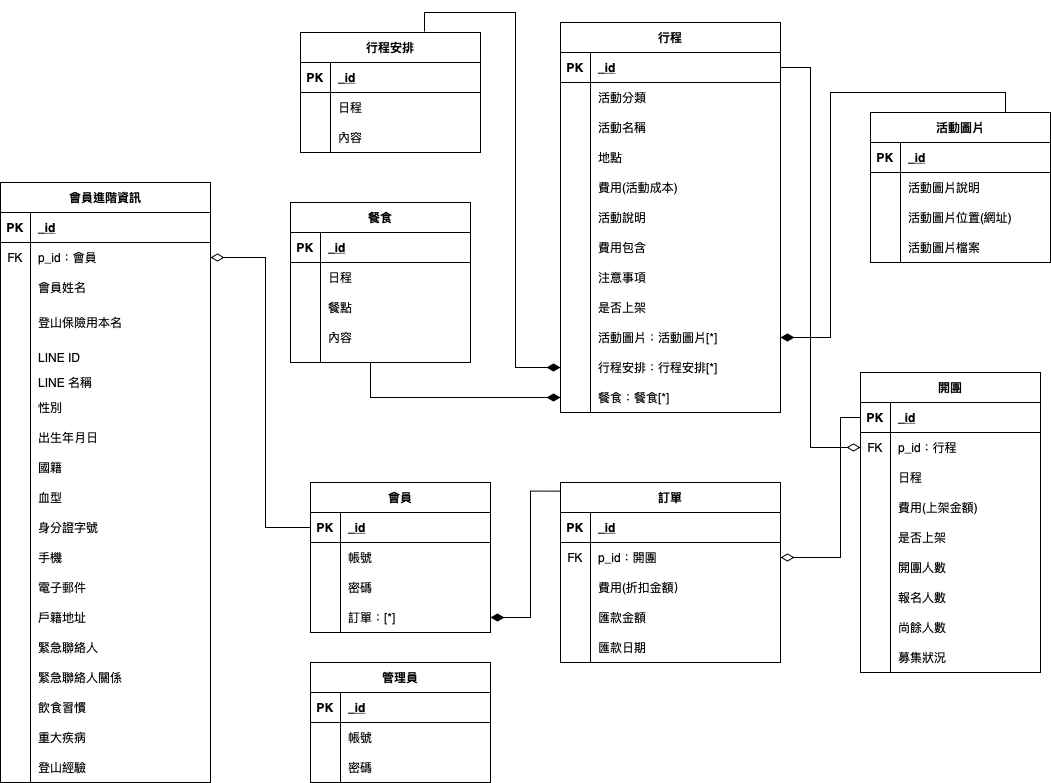 行程安排
PK _id
日程
內容
行程
PK _id
活動分類
活動名稱
地點
費用(活動成本)
活動說明
費用包含
注意事項
是否上架
活動圖片：活動圖片[*]
行程安排：行程安排[*]
餐食：餐食[*]
活動圖片
PK _id
活動圖片說明
活動圖片位置(網址)
活動圖片檔案
會員進階資訊
PK _id
FK p_id：會員
會員姓名
登山保險用本名
LINE ID
LINE 名稱
性別
出生年月日
國籍
血型
身分證字號
手機
電子郵件
戶籍地址
緊急聯絡人
緊急聯絡人關係
飲食習慣
重大疾病
登山經驗
餐食
PK _id
日程
餐點
內容
開團
PK _id
FK p_id：行程
日程
費用(上架金額)
是否上架
開團人數
報名人數
尚餘人數
募集狀況
會員
PK _id
帳號
密碼
訂單：[*]
訂單
PK _id
FK p_id：開團
費用(折扣金額）
匯款金額
匯款日期
管理員
PK _id
帳號
密碼